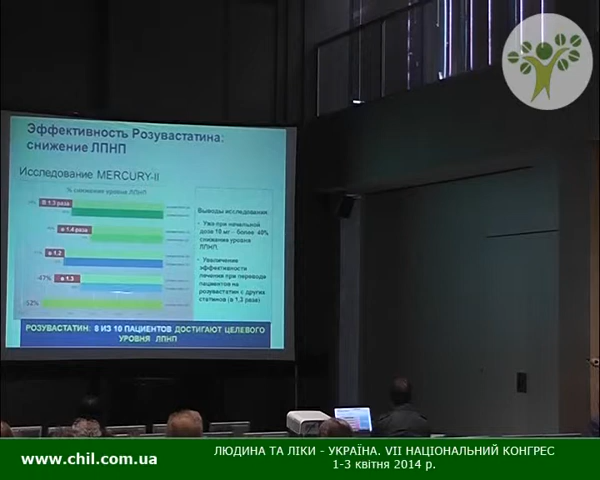 Эффективность Розувастатина:
снижение ЛПНП
Исследование MERCURY-II
% снижения уровня ЛПНП
В 1.3 раза
в 1.4 раза
в 1.2
-47%
в 1.3
-52%
Выводы исследования:
- Уже при начальной
дозе 10 мг – более 40%
снижения уровня
ЛПНП
- Увеличение
эффективности
лечения при переводе
пациентов на
розувастатин с других
статинов (в 1,3 раза)
РОЗУВАСТАТИН: 8 ИЗ 10 ПАЦИЕНТОВ ДОСТИГАЮТ ЦЕЛЕВОГО
УРОВНЯ ЛПНП
www.chil.com.ua
ЛЮДИНА ТА ЛІКИ - УКРАЇНА. VII НАЦІОНАЛЬНИЙ КОНГРЕС
1-3 квітня 2014 р.